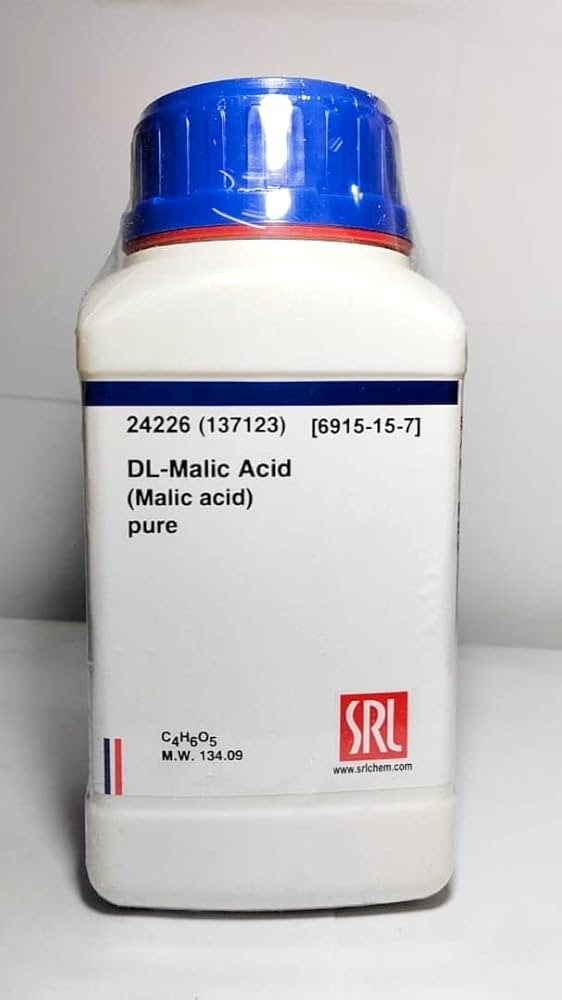 24226 (137123) [6915-15-7]
DL-Malic Acid
(Malic acid)
pure
C₄H₆O₅
M.W. 134.09
SRL
www.srlchem.com